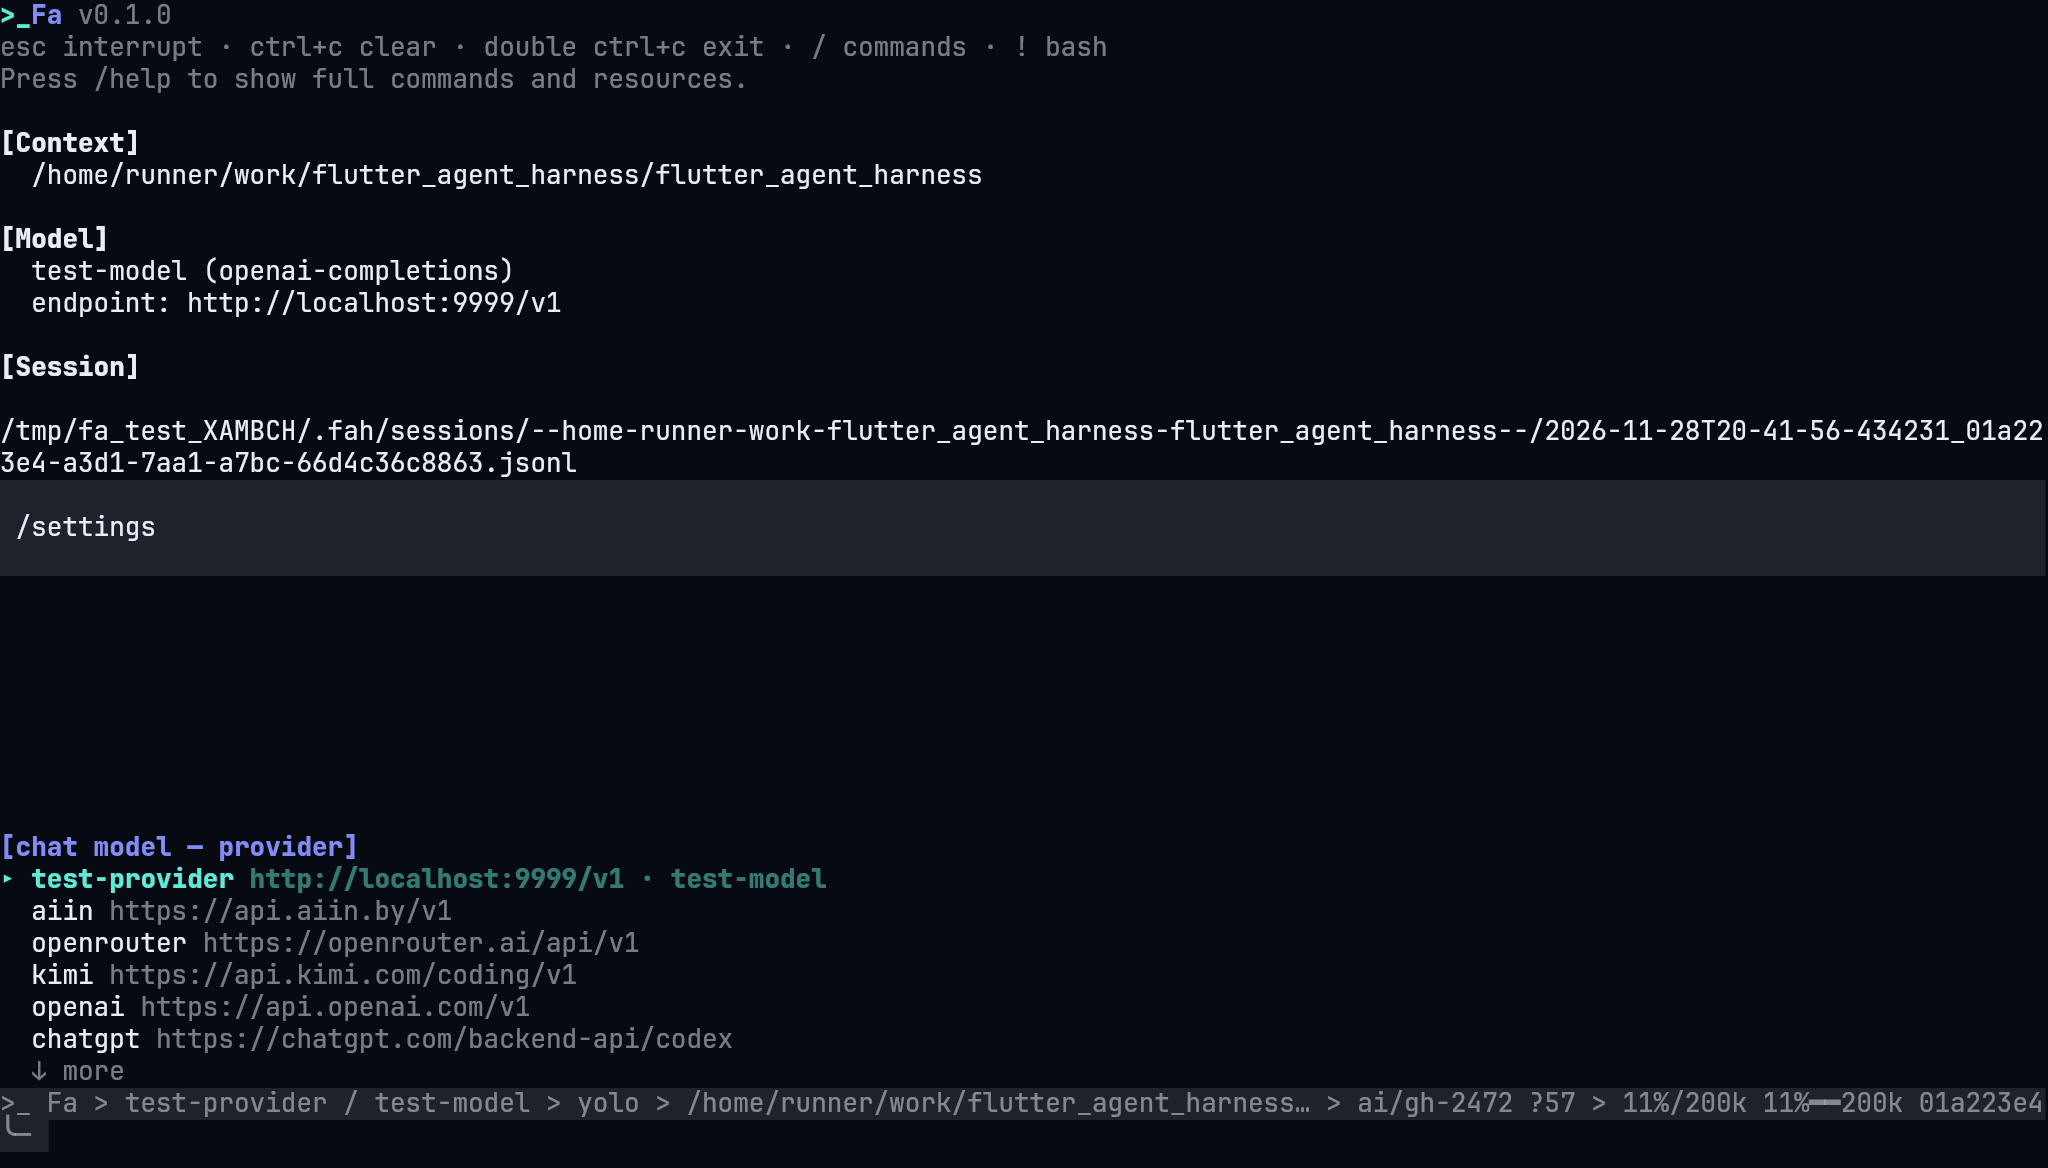 >_Fa v0.1.0
esc interrupt · ctrl+c clear · double ctrl+c exit · / commands · ! bash
Press /help to show full commands and resources.
[Context]
/home/runner/work/flutter_agent_harness/flutter_agent_harness
[Model]
test-model (openai-completions)
endpoint: http://localhost:9999/v1
[Session]
/tmp/fa_test_XAMBCH/.fah/sessions/--home-runner-work-flutter_agent_harness-flutter_agent_harness--/2026-11-28T20-41-56-434231_01a22
3e4-a3d1-7aa1-a7bc-66d4c36c8863.jsonl
/settings
[chat model — provider]
▸ test-provider http://localhost:9999/v1 · test-model
aiin https://api.aiin.by/v1
openrouter https://openrouter.ai/api/v1
kimi https://api.kimi.com/coding/v1
openai https://api.openai.com/v1
chatgpt https://chatgpt.com/backend-api/codex
↓ more
>_ Fa > test-provider / test-model > yolo > /home/runner/work/flutter_agent_harness… > ai/gh-2472 ?57 > 11%/200k 11%━━200k 01a223e4
╰─